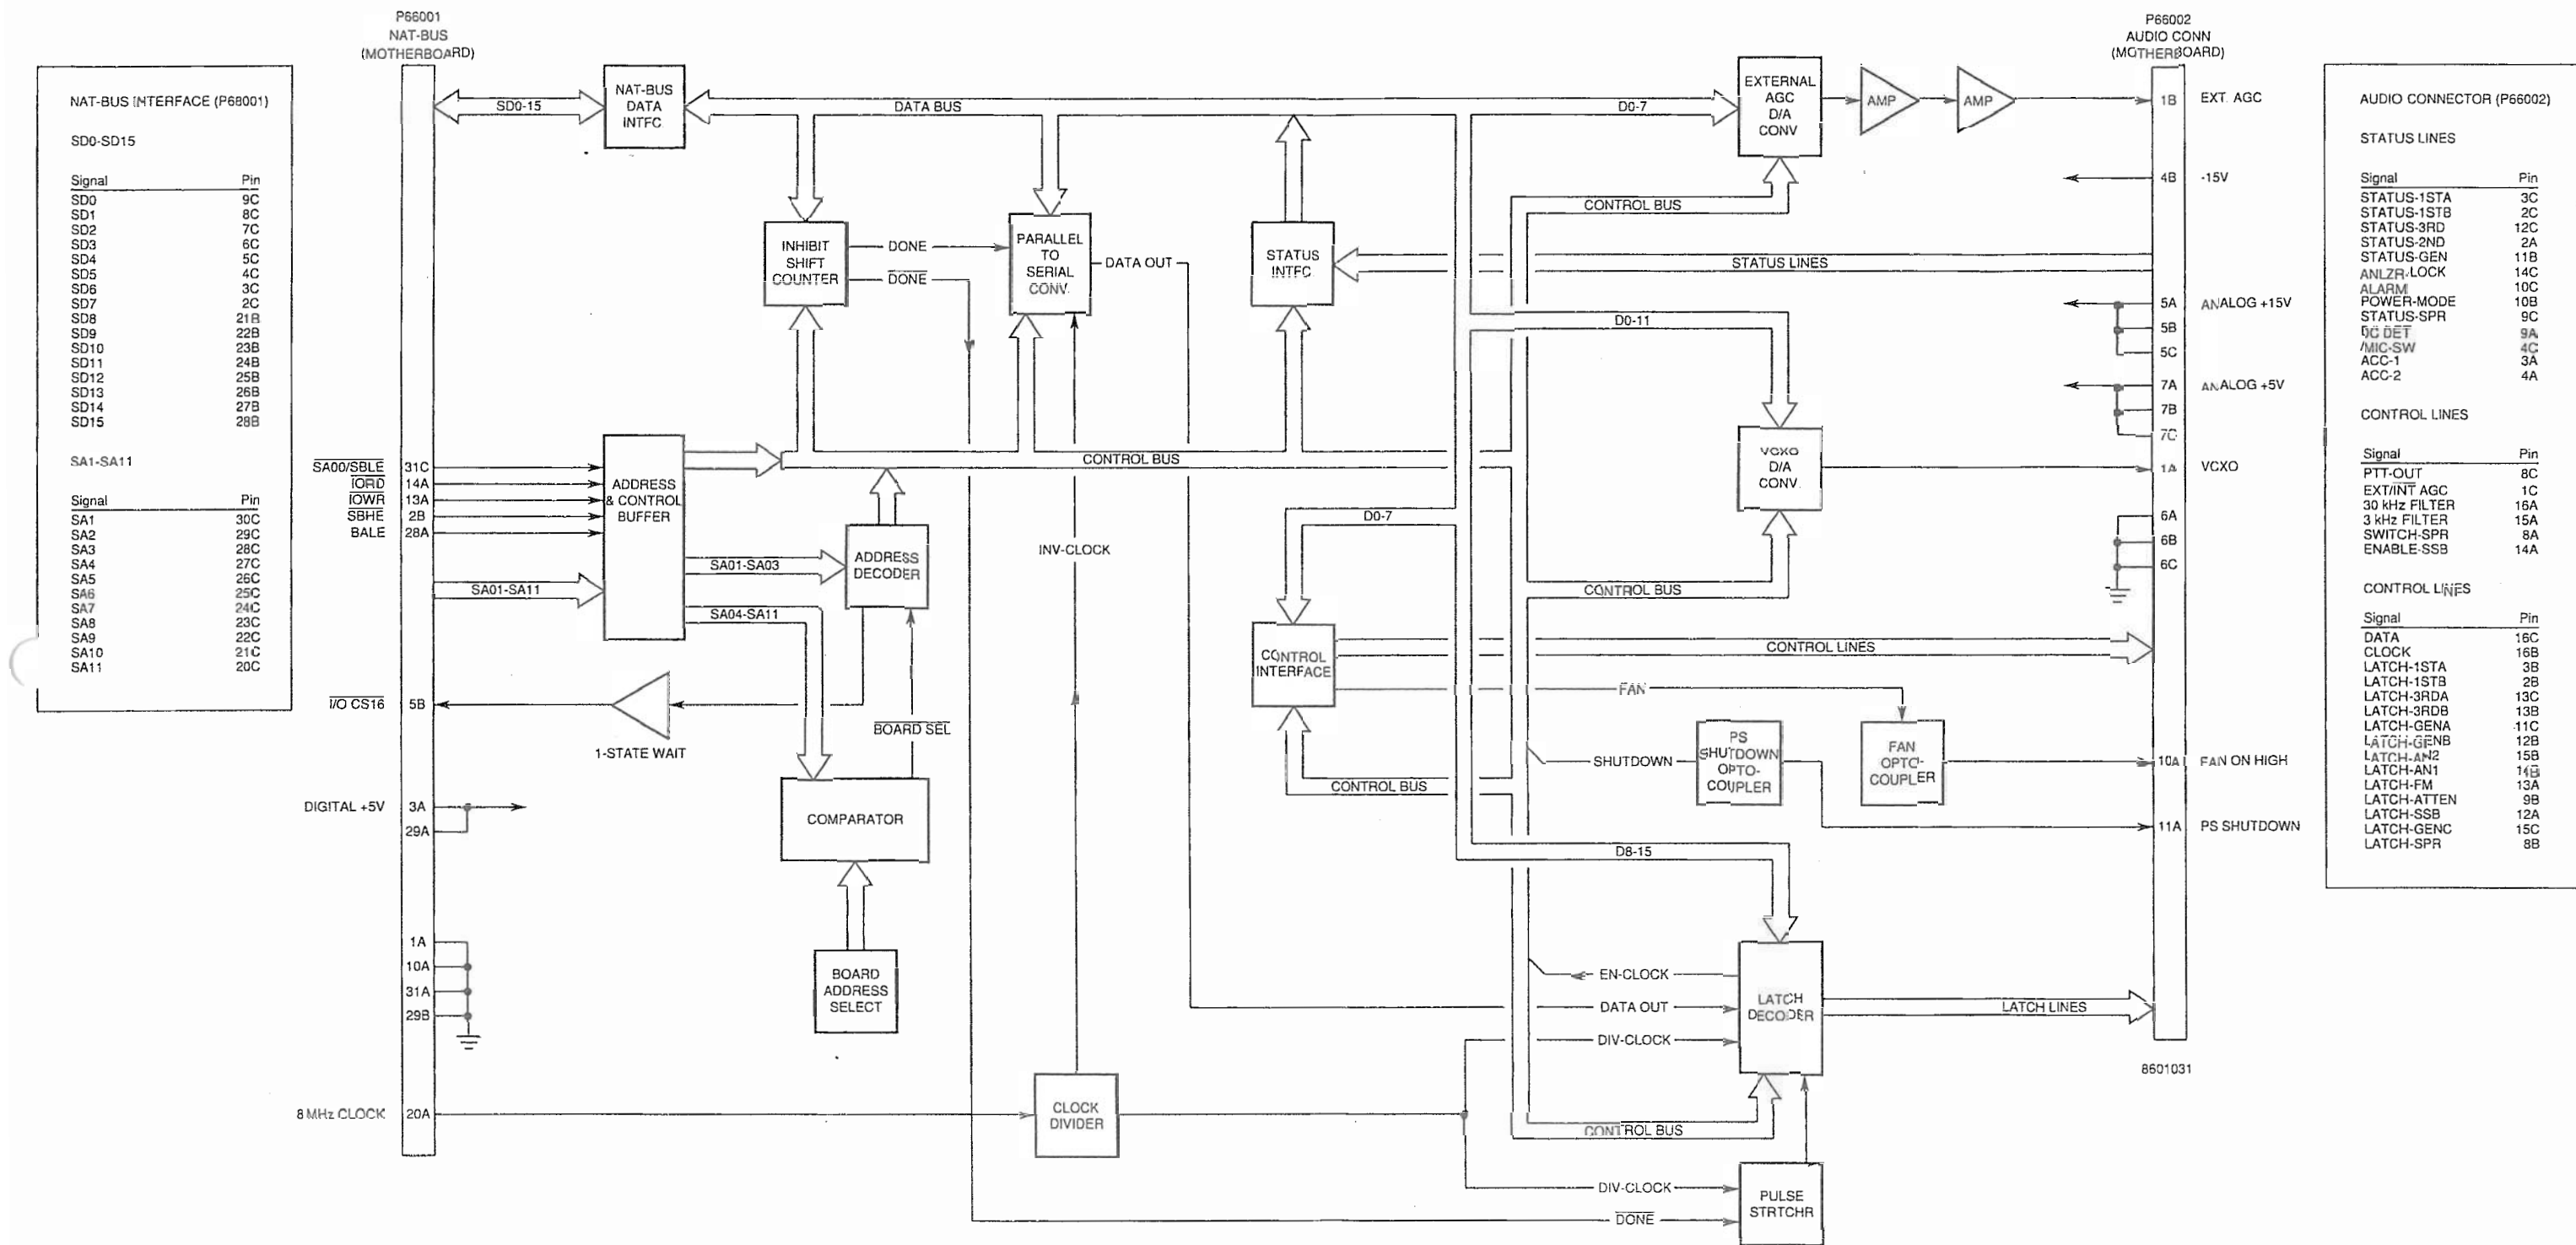 NAT-BUS INTERFACE (P68001)
SD0-SD15
Signal Pin
SD0 9C
SD1 8C
SD2 7C
SD3 6C
SD4 5C
SD5 4C
SD6 3C
SD7 2C
SD8 21B
SD9 22B
SD10 23B
SD11 24B
SD12 25B
SD13 26B
SD14 27B
SD15 28B
SA1-SA11
Signal Pin
SA1 30C
SA2 29C
SA3 28C
SA4 27C
SA5 26C
SA6 25C
SA7 24C
SA8 23C
SA9 22C
SA10 21C
SA11 20C
P66001
NAT-BUS
(MOTHERBOARD)
SA00/SBLE 31C
IORD 14A
IOWR 13A
SBHE 2B
BALE 28A
I/O CS16 5B
DIGITAL +5V 3A
29A
1A
10A
31A
29B
8 MHz CLOCK 20A
SD0-15
NAT-BUS
DATA
INTFC
DATA BUS
D0-7
INHIBIT
SHIFT
COUNTER
DONE
DONE
PARALLEL
TO
SERIAL
CONV.
DATA OUT
STATUS
INTFC
STATUS LINES
ADDRESS
& CONTROL
BUFFER
SA01-SA11
CONTROL BUS
SA01-SA03
ADDRESS
DECODER
SA04-SA11
1-STATE WAIT
BOARD SEL
COMPARATOR
BOARD
ADDRESS
SELECT
INV-CLOCK
CLOCK
DIVIDER
EXTERNAL
AGC
D/A
CONV
AMP
AMP
CONTROL BUS
D0-11
VCXO
D/A
CONV.
CONTROL BUS
D0-7
CONTROL
INTERFACE
CONTROL LINES
FAN
CONTROL BUS
SHUTDOWN
PS
SHUTDOWN
OPTO-
COUPLER
FAN
OPTO-
COUPLER
D8-15
EN-CLOCK
DATA OUT
DIV-CLOCK
LATCH
DECODER
LATCH LINES
CONTROL BUS
DIV-CLOCK
DONE
PULSE
STRTCHR
P66002
AUDIO CONN
(MOTHERBOARD)
1B EXT. AGC
4B -15V
5A ANALOG +15V
5B
5C
7A ANALOG +5V
7B
7C
1A VCXO
6A
6B
6C
10A FAN ON HIGH
11A PS SHUTDOWN
8601031
AUDIO CONNECTOR (P66002)
STATUS LINES
Signal Pin
STATUS-1STA 3C
STATUS-1STB 2C
STATUS-3RD 12C
STATUS-2ND 2A
STATUS-GEN 11B
ANLZR-LOCK 14C
ALARM 10C
POWER-MODE 10B
STATUS-SPR 9C
DC DET 9A
/MIC-SW 4C
ACC-1 3A
ACC-2 4A
CONTROL LINES
Signal Pin
PTT-OUT 8C
EXT/INT AGC 1C
30 kHz FILTER 16A
3 kHz FILTER 15A
SWITCH-SPR 8A
ENABLE-SSB 14A
CONTROL LINES
Signal Pin
DATA 16C
CLOCK 16B
LATCH-1STA 3B
LATCH-1STB 2B
LATCH-3RDA 13C
LATCH-3RDB 13B
LATCH-GENA 11C
LATCH-GENB 12B
LATCH-AN2 15B
LATCH-AN1 14B
LATCH-FM 13A
LATCH-ATTEN 9B
LATCH-SSB 12A
LATCH-GENC 15C
LATCH-SPR 8B